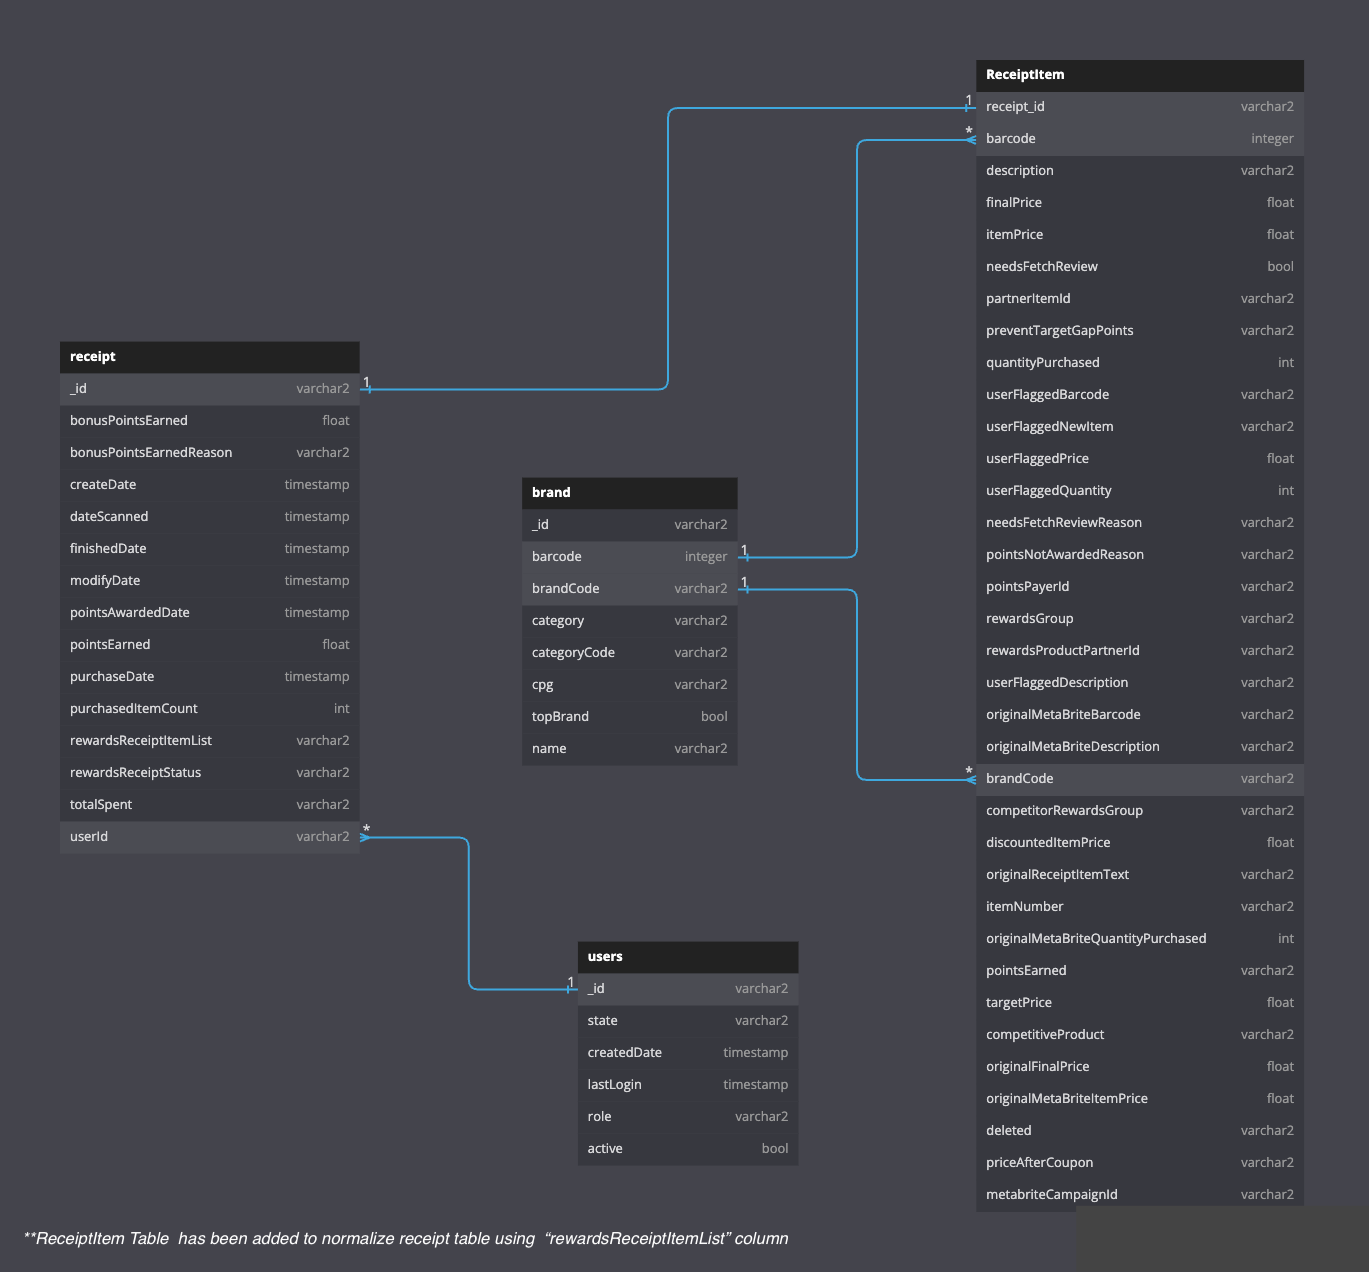 receipt
_id varchar2
bonusPointsEarned float
bonusPointsEarnedReason varchar2
createDate timestamp
dateScanned timestamp
finishedDate timestamp
modifyDate timestamp
pointsAwardedDate timestamp
pointsEarned float
purchaseDate timestamp
purchasedItemCount int
rewardsReceiptItemList varchar2
rewardsReceiptStatus varchar2
totalSpent varchar2
userId varchar2
1
*
brand
_id varchar2
barcode integer
brandCode varchar2
category varchar2
categoryCode varchar2
cpg varchar2
topBrand bool
name varchar2
1
1
users
_id varchar2
state varchar2
createdDate timestamp
lastLogin timestamp
role varchar2
active bool
1
ReceiptItem
receipt_id varchar2
barcode integer
description varchar2
finalPrice float
itemPrice float
needsFetchReview bool
partnerItemId varchar2
preventTargetGapPoints varchar2
quantityPurchased int
userFlaggedBarcode varchar2
userFlaggedNewItem varchar2
userFlaggedPrice float
userFlaggedQuantity int
needsFetchReviewReason varchar2
pointsNotAwardedReason varchar2
pointsPayerId varchar2
rewardsGroup varchar2
rewardsProductPartnerId varchar2
userFlaggedDescription varchar2
originalMetaBriteBarcode varchar2
originalMetaBriteDescription varchar2
brandCode varchar2
competitorRewardsGroup varchar2
discountedItemPrice float
originalReceiptItemText varchar2
itemNumber varchar2
originalMetaBriteQuantityPurchased int
pointsEarned varchar2
targetPrice float
competitiveProduct varchar2
originalFinalPrice float
originalMetaBriteItemPrice float
deleted varchar2
priceAfterCoupon varchar2
metabriteCampaignId varchar2
1
*
*
**ReceiptItem Table has been added to normalize receipt table using “rewardsReceiptItemList” column